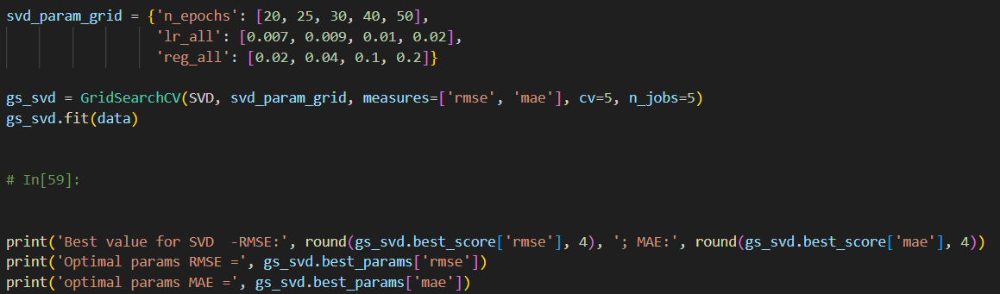 svd_param_grid = {'n_epochs': [20, 25, 30, 40, 50],
                  'lr_all': [0.007, 0.009, 0.01, 0.02],
                  'reg_all': [0.02, 0.04, 0.1, 0.2]}
gs_svd = GridSearchCV(SVD, svd_param_grid, measures=['rmse', 'mae'], cv=5, n_jobs=5)
gs_svd.fit(data)
# In[59]:
print('Best value for SVD  -RMSE:', round(gs_svd.best_score['rmse'], 4), '; MAE:', round(gs_svd.best_score['mae'], 4))
print('Optimal params RMSE =', gs_svd.best_params['rmse'])
print('optimal params MAE =', gs_svd.best_params['mae'])